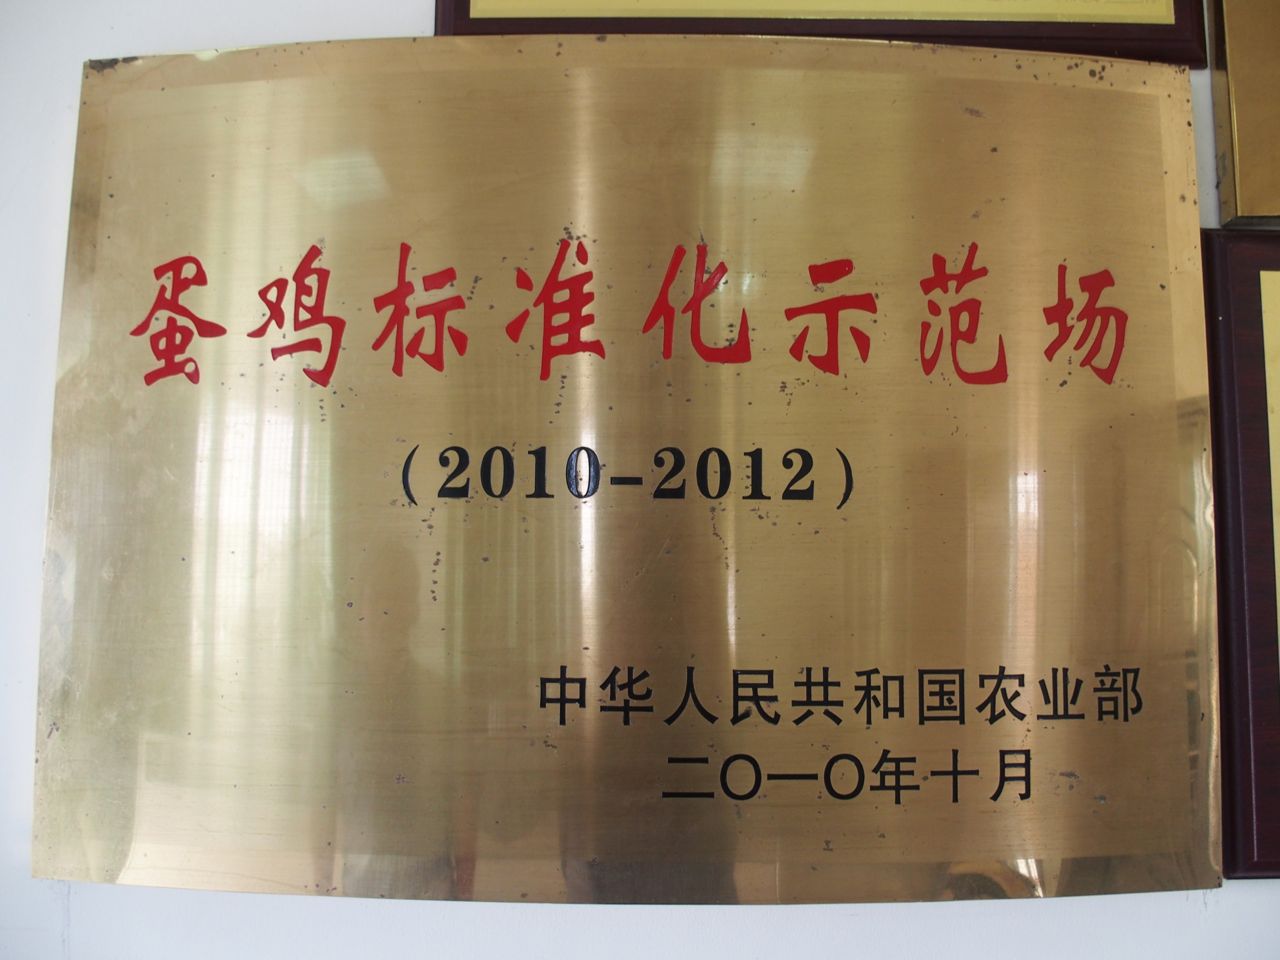 蛋鸡标准化示范场
(2010-2012)
中华人民共和国农业部
二〇一〇年十月